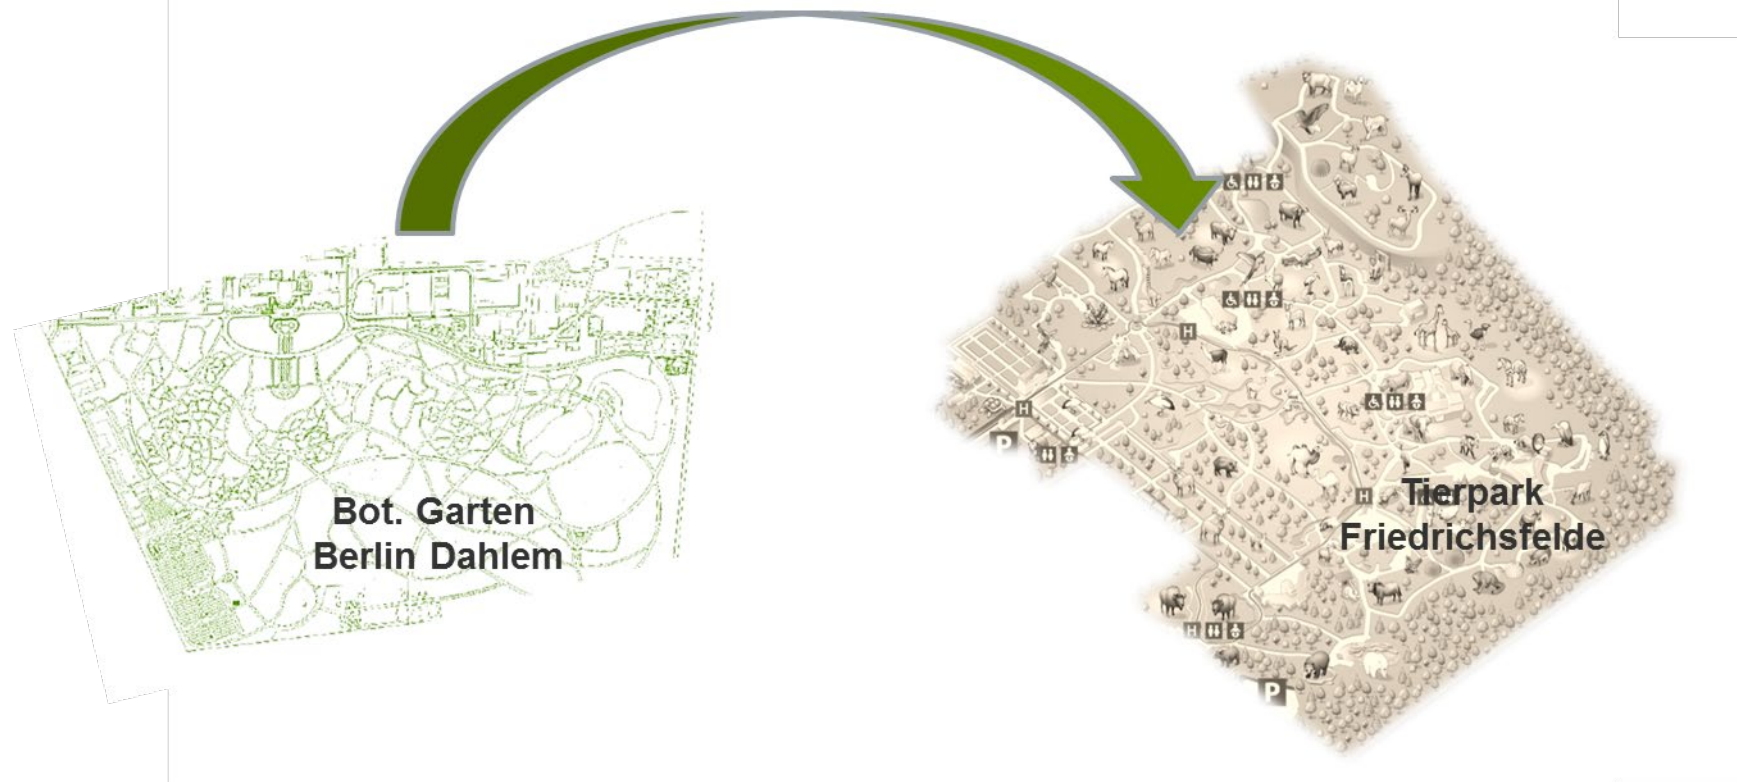 Bot. Garten
Berlin Dahlem
H
H
P
H
Tierpark
Friedrichsfelde
H
P